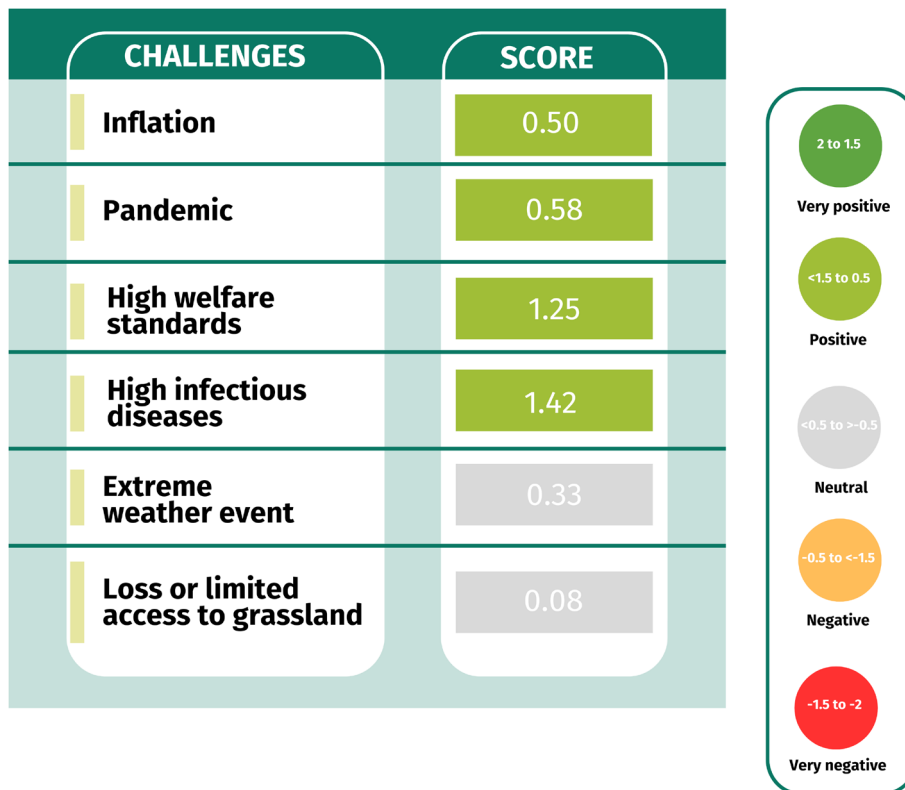 CHALLENGES
SCORE
Inflation
0.50
Pandemic
0.58
High welfare
standards
1.25
High infectious
diseases
1.42
Extreme
weather event
0.33
Loss or limited
access to grassland
0.08
2 to 1.5
Very positive
<1.5 to 0.5
Positive
<0.5 to >-0.5
Neutral
-0.5 to <-1.5
Negative
-1.5 to -2
Very negative